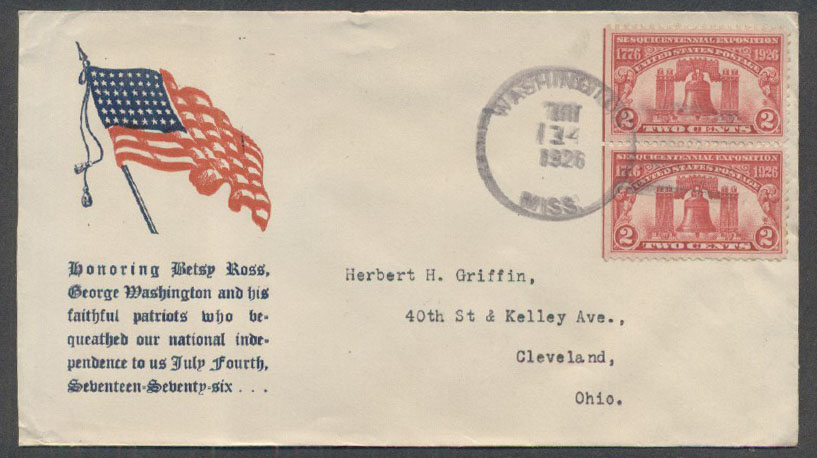 SESQUICENTENNIAL EXPOSITION
1776 UNITED STATES POSTAGE 1926
2 TWO CENTS 2
SESQUICENTENNIAL EXPOSITION
1776 UNITED STATES POSTAGE 1926
2 TWO CENTS 2
WASHINGTON
1926
MISS.
Honoring Betsy Ross,
George Washington and his
faithful patriots who be-
queathed our national inde-
pendence to us July Fourth,
Seventeen-Seventy-six . . .
Herbert H. Griffin,
40th St & Kelley Ave.,
Cleveland,
Ohio.